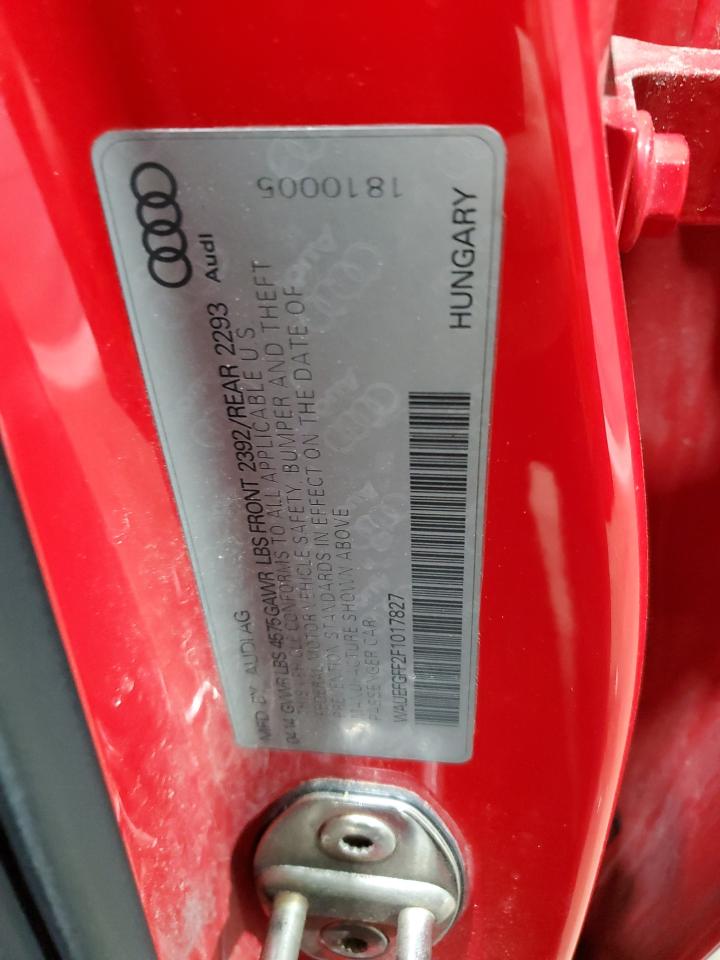 Audi
1810005
MFD BY AUDI AG
04 14 GVWR LBS 4575 GAWR LBS FRONT 2392/REAR 2293
THIS VEHICLE CONFORMS TO ALL APPLICABLE U S
FEDERAL MOTOR VEHICLE SAFETY, BUMPER AND THEFT
PREVENTION STANDARDS IN EFFECT ON THE DATE OF
MANUFACTURE SHOWN ABOVE
PASSENGER CAR
WAUEFGFF2F1017827
HUNGARY